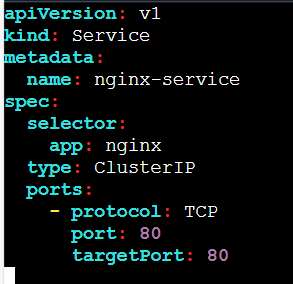 apiVersion: v1
kind: Service
metadata:
  name: nginx-service
spec:
  selector:
    app: nginx
  type: ClusterIP
  ports:
    - protocol: TCP
      port: 80
      targetPort: 80